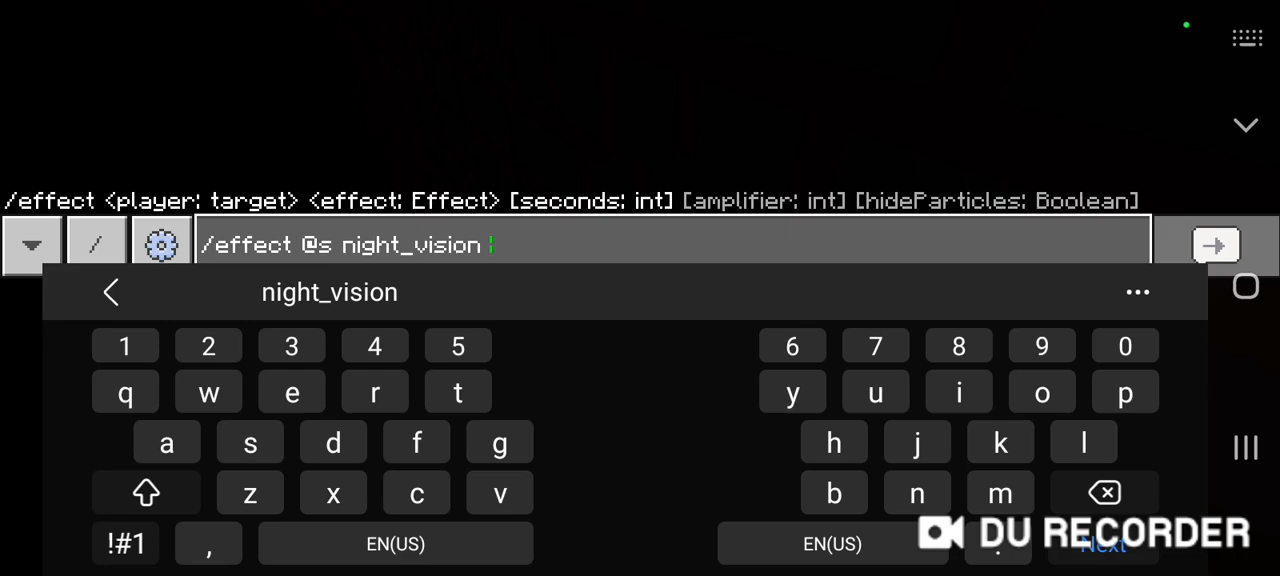 /effect <player: target> <effect: Effect> [seconds: int] [amplifier: int] [hideParticles: Boolean]
/ /effect @s night_vision
night_vision
1 2 3 4 5 6 7 8 9 0
q w e r t y u i o p
a s d f g h j k l
z x c v b n m
!#1 , EN(US) EN(US) . Next
DU RECORDER